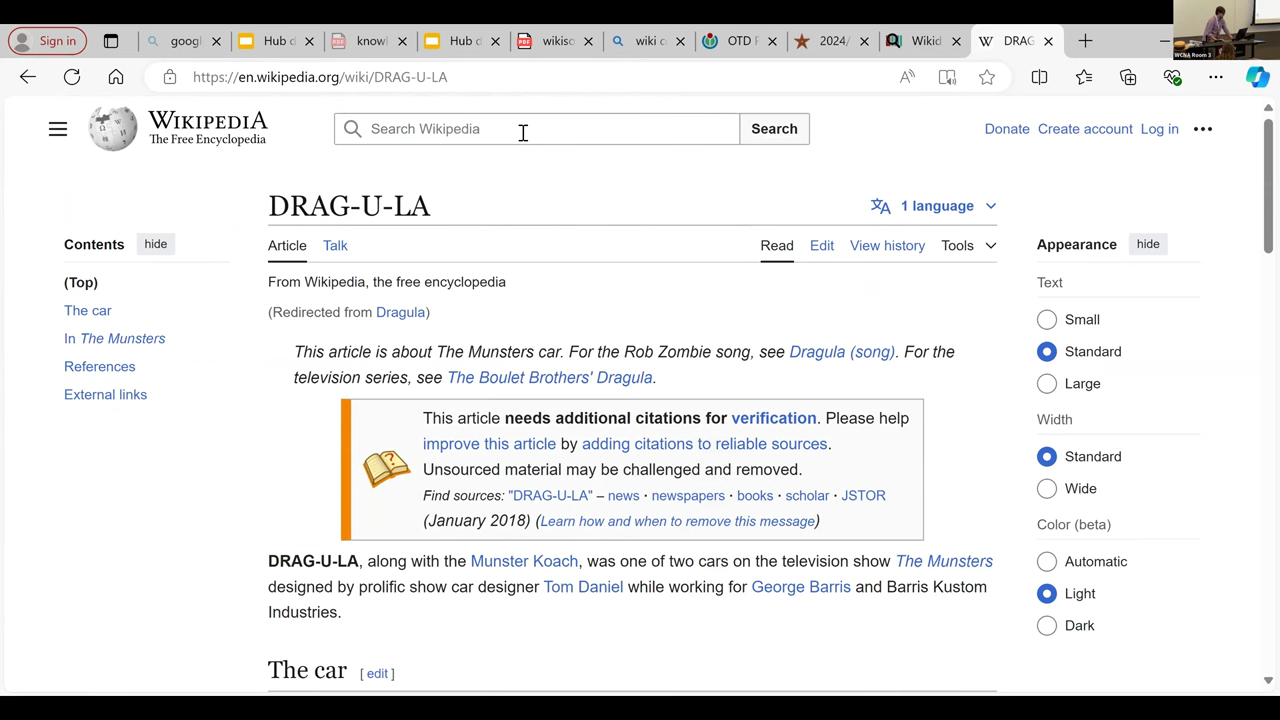 Sign in
googl
Hub c
knowl
Hub c
wikiso
wiki c
OTD F
2024/
Wikid
DRAG-
https://en.wikipedia.org/wiki/DRAG-U-LA
WIKIPEDIA
The Free Encyclopedia
Search Wikipedia
Search
Donate Create account Log in
WCNA Room 3
DRAG-U-LA
1 language
Contents hide
Article Talk Read Edit View history Tools
Appearance hide
(Top)
The car
In The Munsters
References
External links
From Wikipedia, the free encyclopedia
(Redirected from Dragula)
This article is about The Munsters car. For the Rob Zombie song, see Dragula (song). For the
television series, see The Boulet Brothers' Dragula.
This article needs additional citations for verification. Please help
improve this article by adding citations to reliable sources.
Unsourced material may be challenged and removed.
Find sources: "DRAG-U-LA" – news · newspapers · books · scholar · JSTOR
(January 2018) (Learn how and when to remove this message)
DRAG-U-LA, along with the Munster Koach, was one of two cars on the television show The Munsters
designed by prolific show car designer Tom Daniel while working for George Barris and Barris Kustom
Industries.
The car [ edit ]
Text
Small
Standard
Large
Width
Standard
Wide
Color (beta)
Automatic
Light
Dark